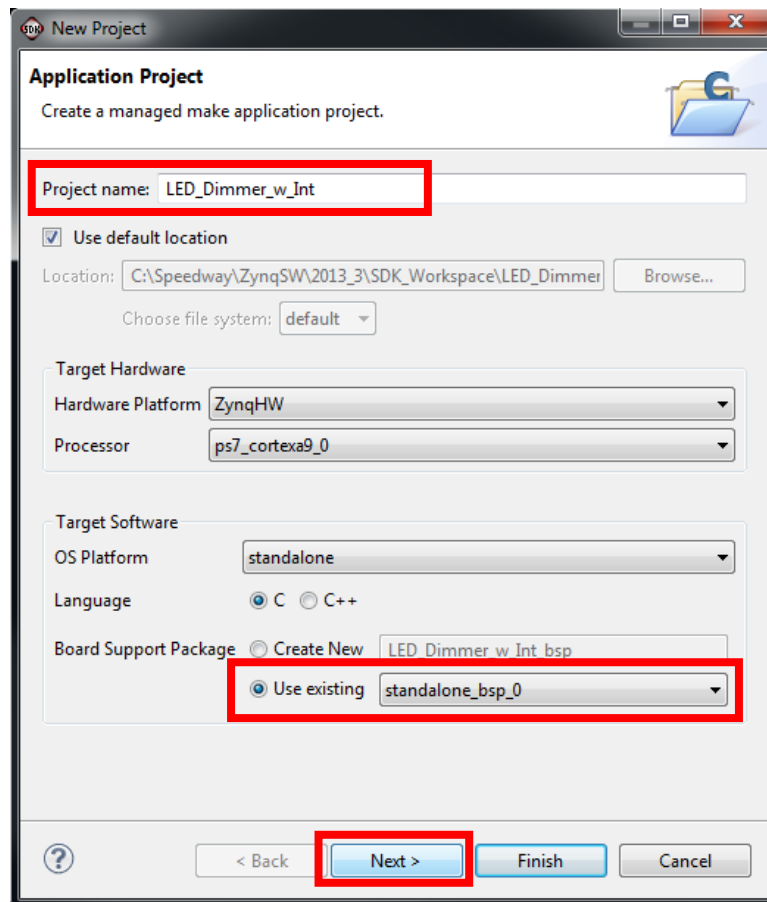 SDK New Project
Application Project
Create a managed make application project.
Project name: LED_Dimmer_w_Int
Use default location
Location: C:\Speedway\ZynqSW\2013_3\SDK_Workspace\LED_Dimmer Browse...
Choose file system: default
Target Hardware
Hardware Platform ZynqHW
Processor ps7_cortexa9_0
Target Software
OS Platform standalone
Language C C++
Board Support Package Create New LED_Dimmer_w_Int_bsp
Use existing standalone_bsp_0
? < Back Next > Finish Cancel